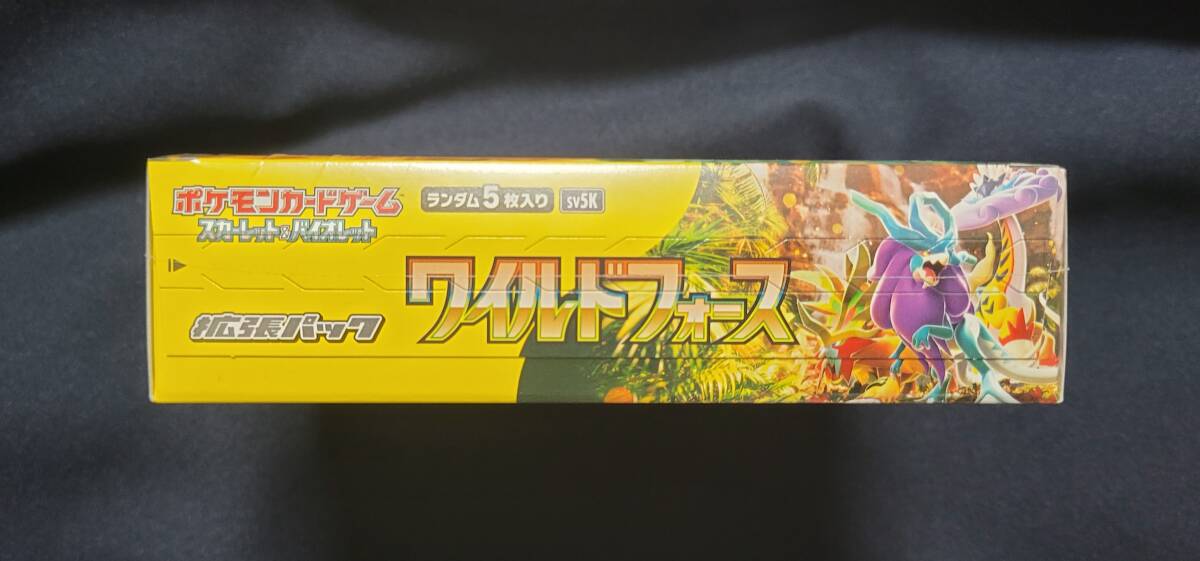 ポケモンカードゲーム
スカーレット&バイオレット
ランダム5枚入り sv5K
ワイルドフォース
拡張パック